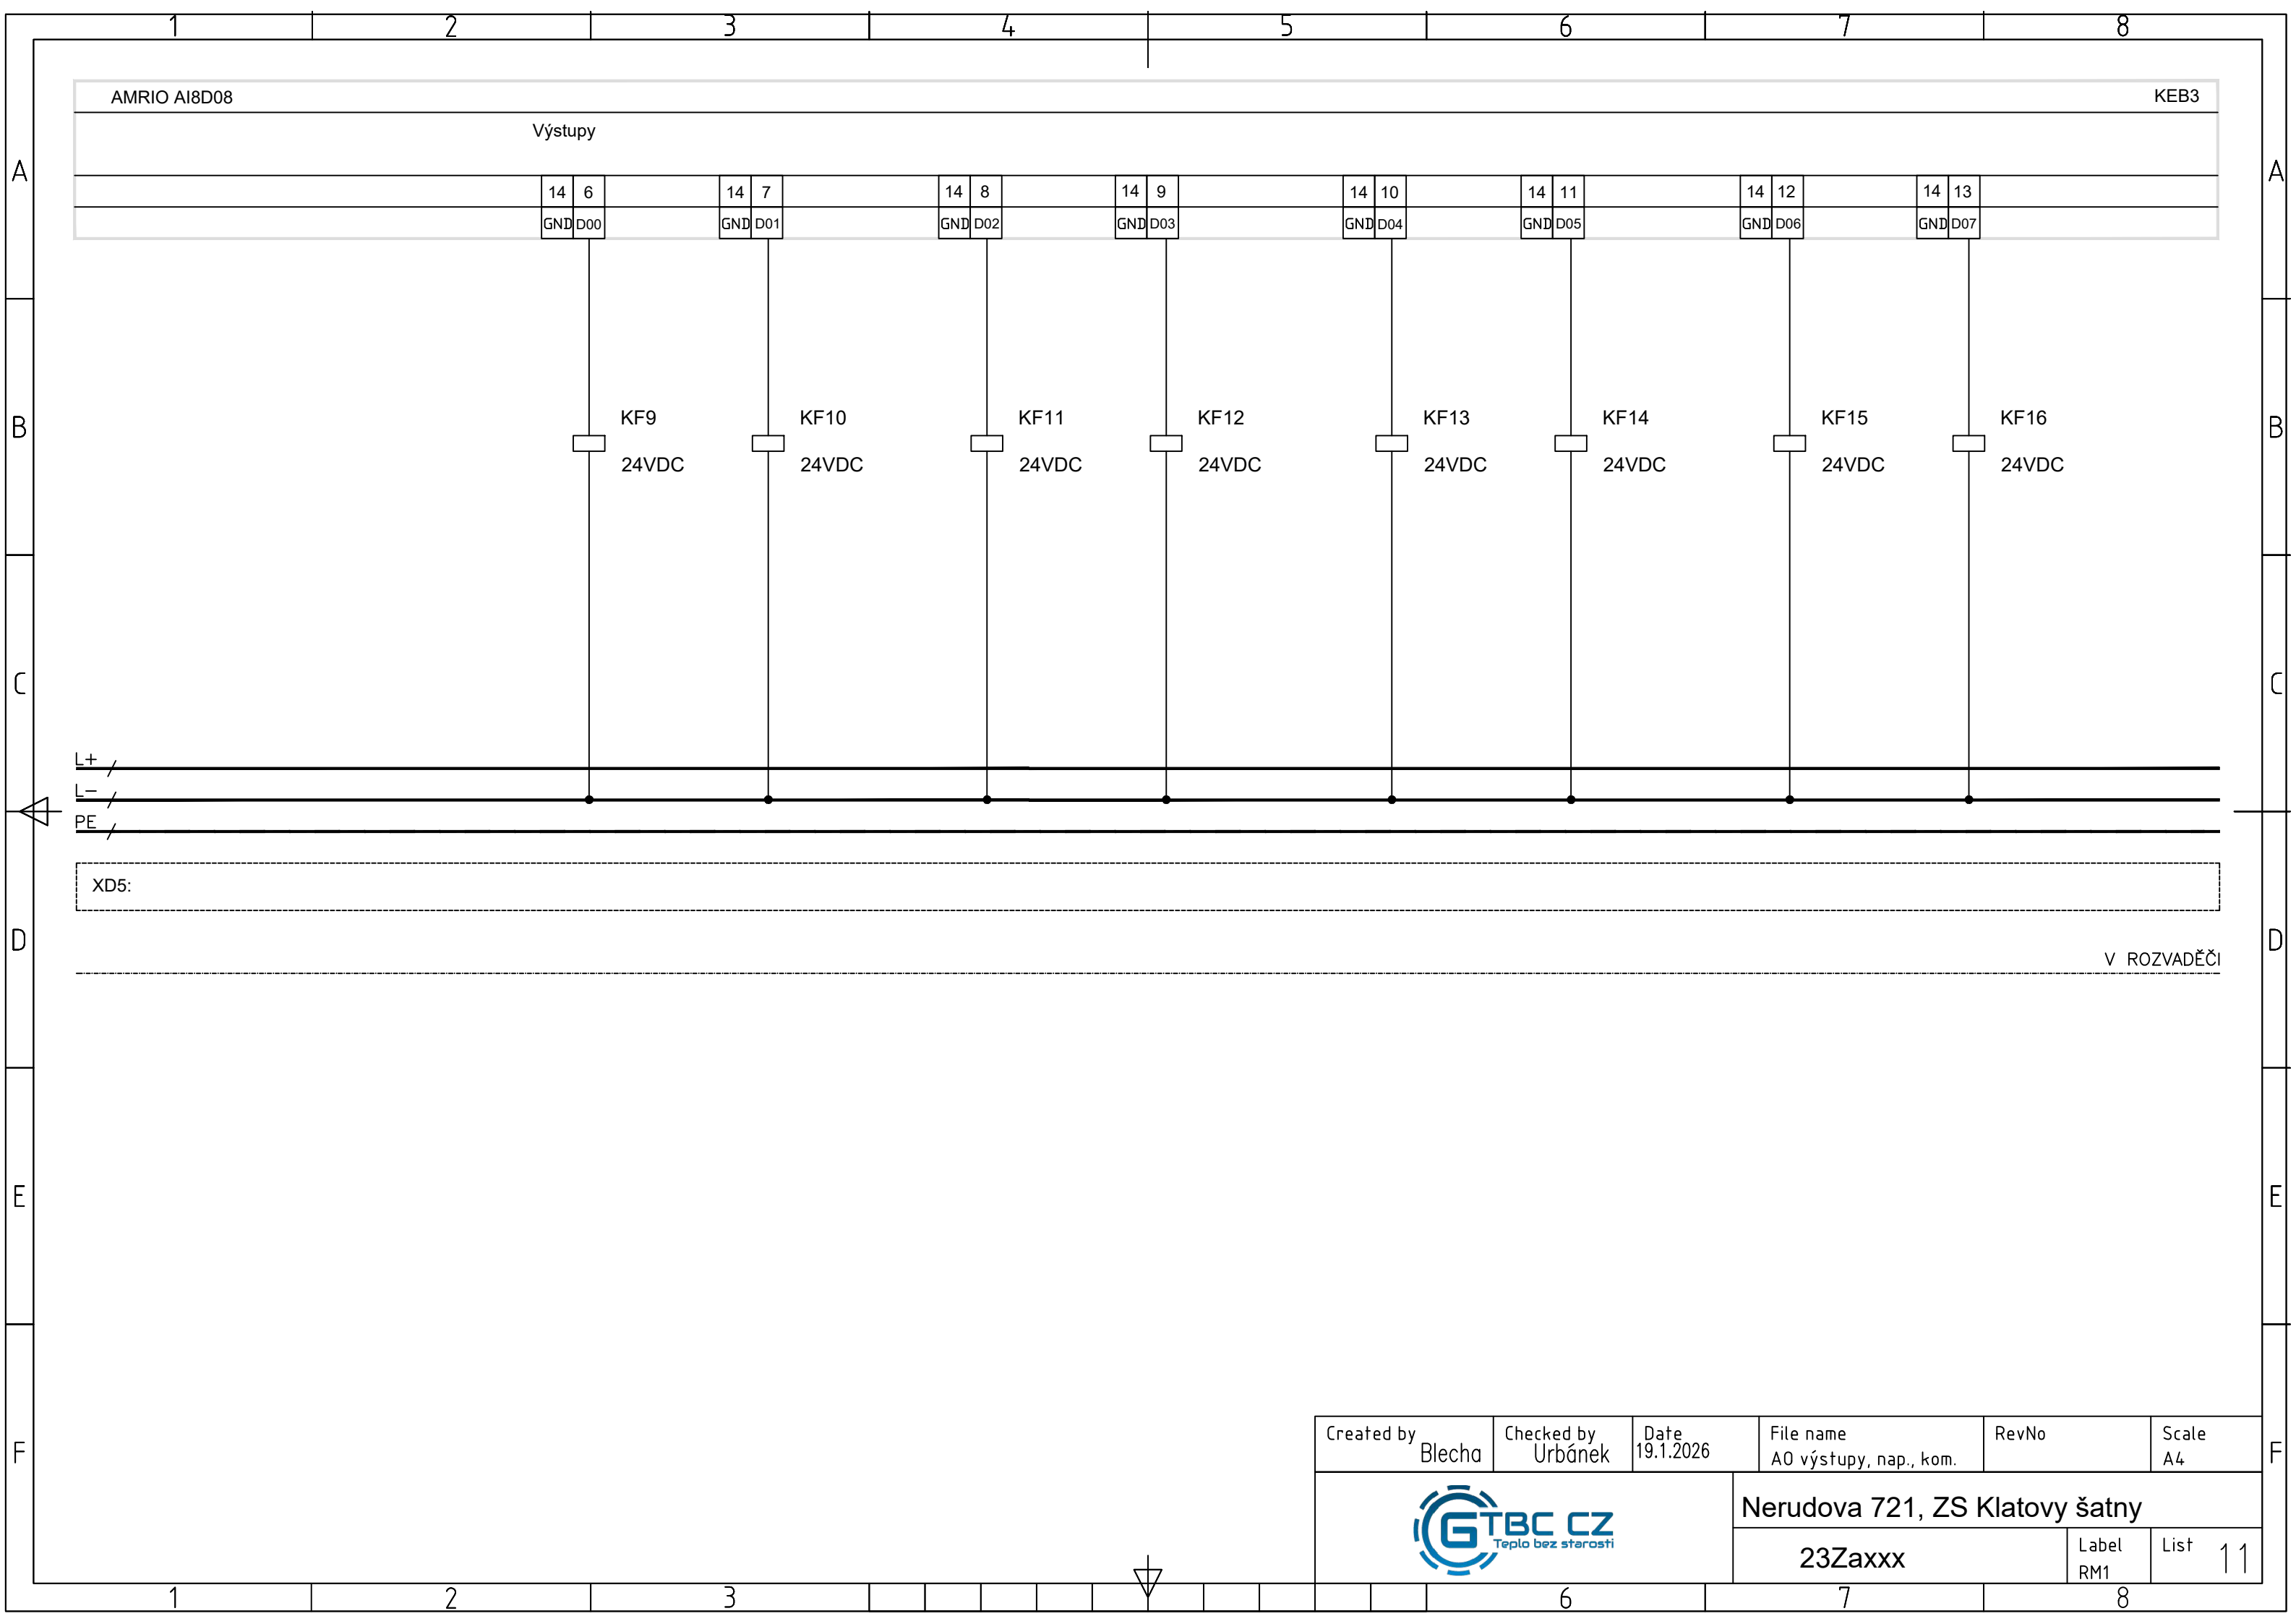 1 2 3 4 5 6 7 8
AMRIO AI8D08 KEB3
Výstupy
A A
14 6 14 7 14 8 14 9 14 10 14 11 14 12 14 13
GND D00 GND D01 GND D02 GND D03 GND D04 GND D05 GND D06 GND D07
KF9 KF10 KF11 KF12 KF13 KF14 KF15 KF16
B B
24VDC 24VDC 24VDC 24VDC 24VDC 24VDC 24VDC 24VDC
C C
L+
L-
PE
XD5:
D D
V ROZVADĚČI
E E
Created by Checked by Date File name RevNo Scale
Blecha Urbánek 19.1.2026 AO výstupy, nap., kom. A4
F F
GTBC CZ
Teplo bez starosti
Nerudova 721, ZS Klatovy šatny
23Zaxxx
Label
RM1
List 11
1 2 3 6 7 8